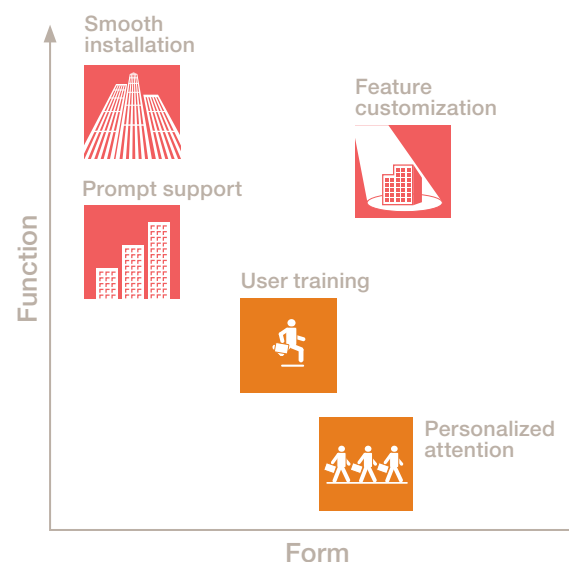 Smooth
installation
Feature
customization
Prompt support
Function
User training
Personalized
attention
Form